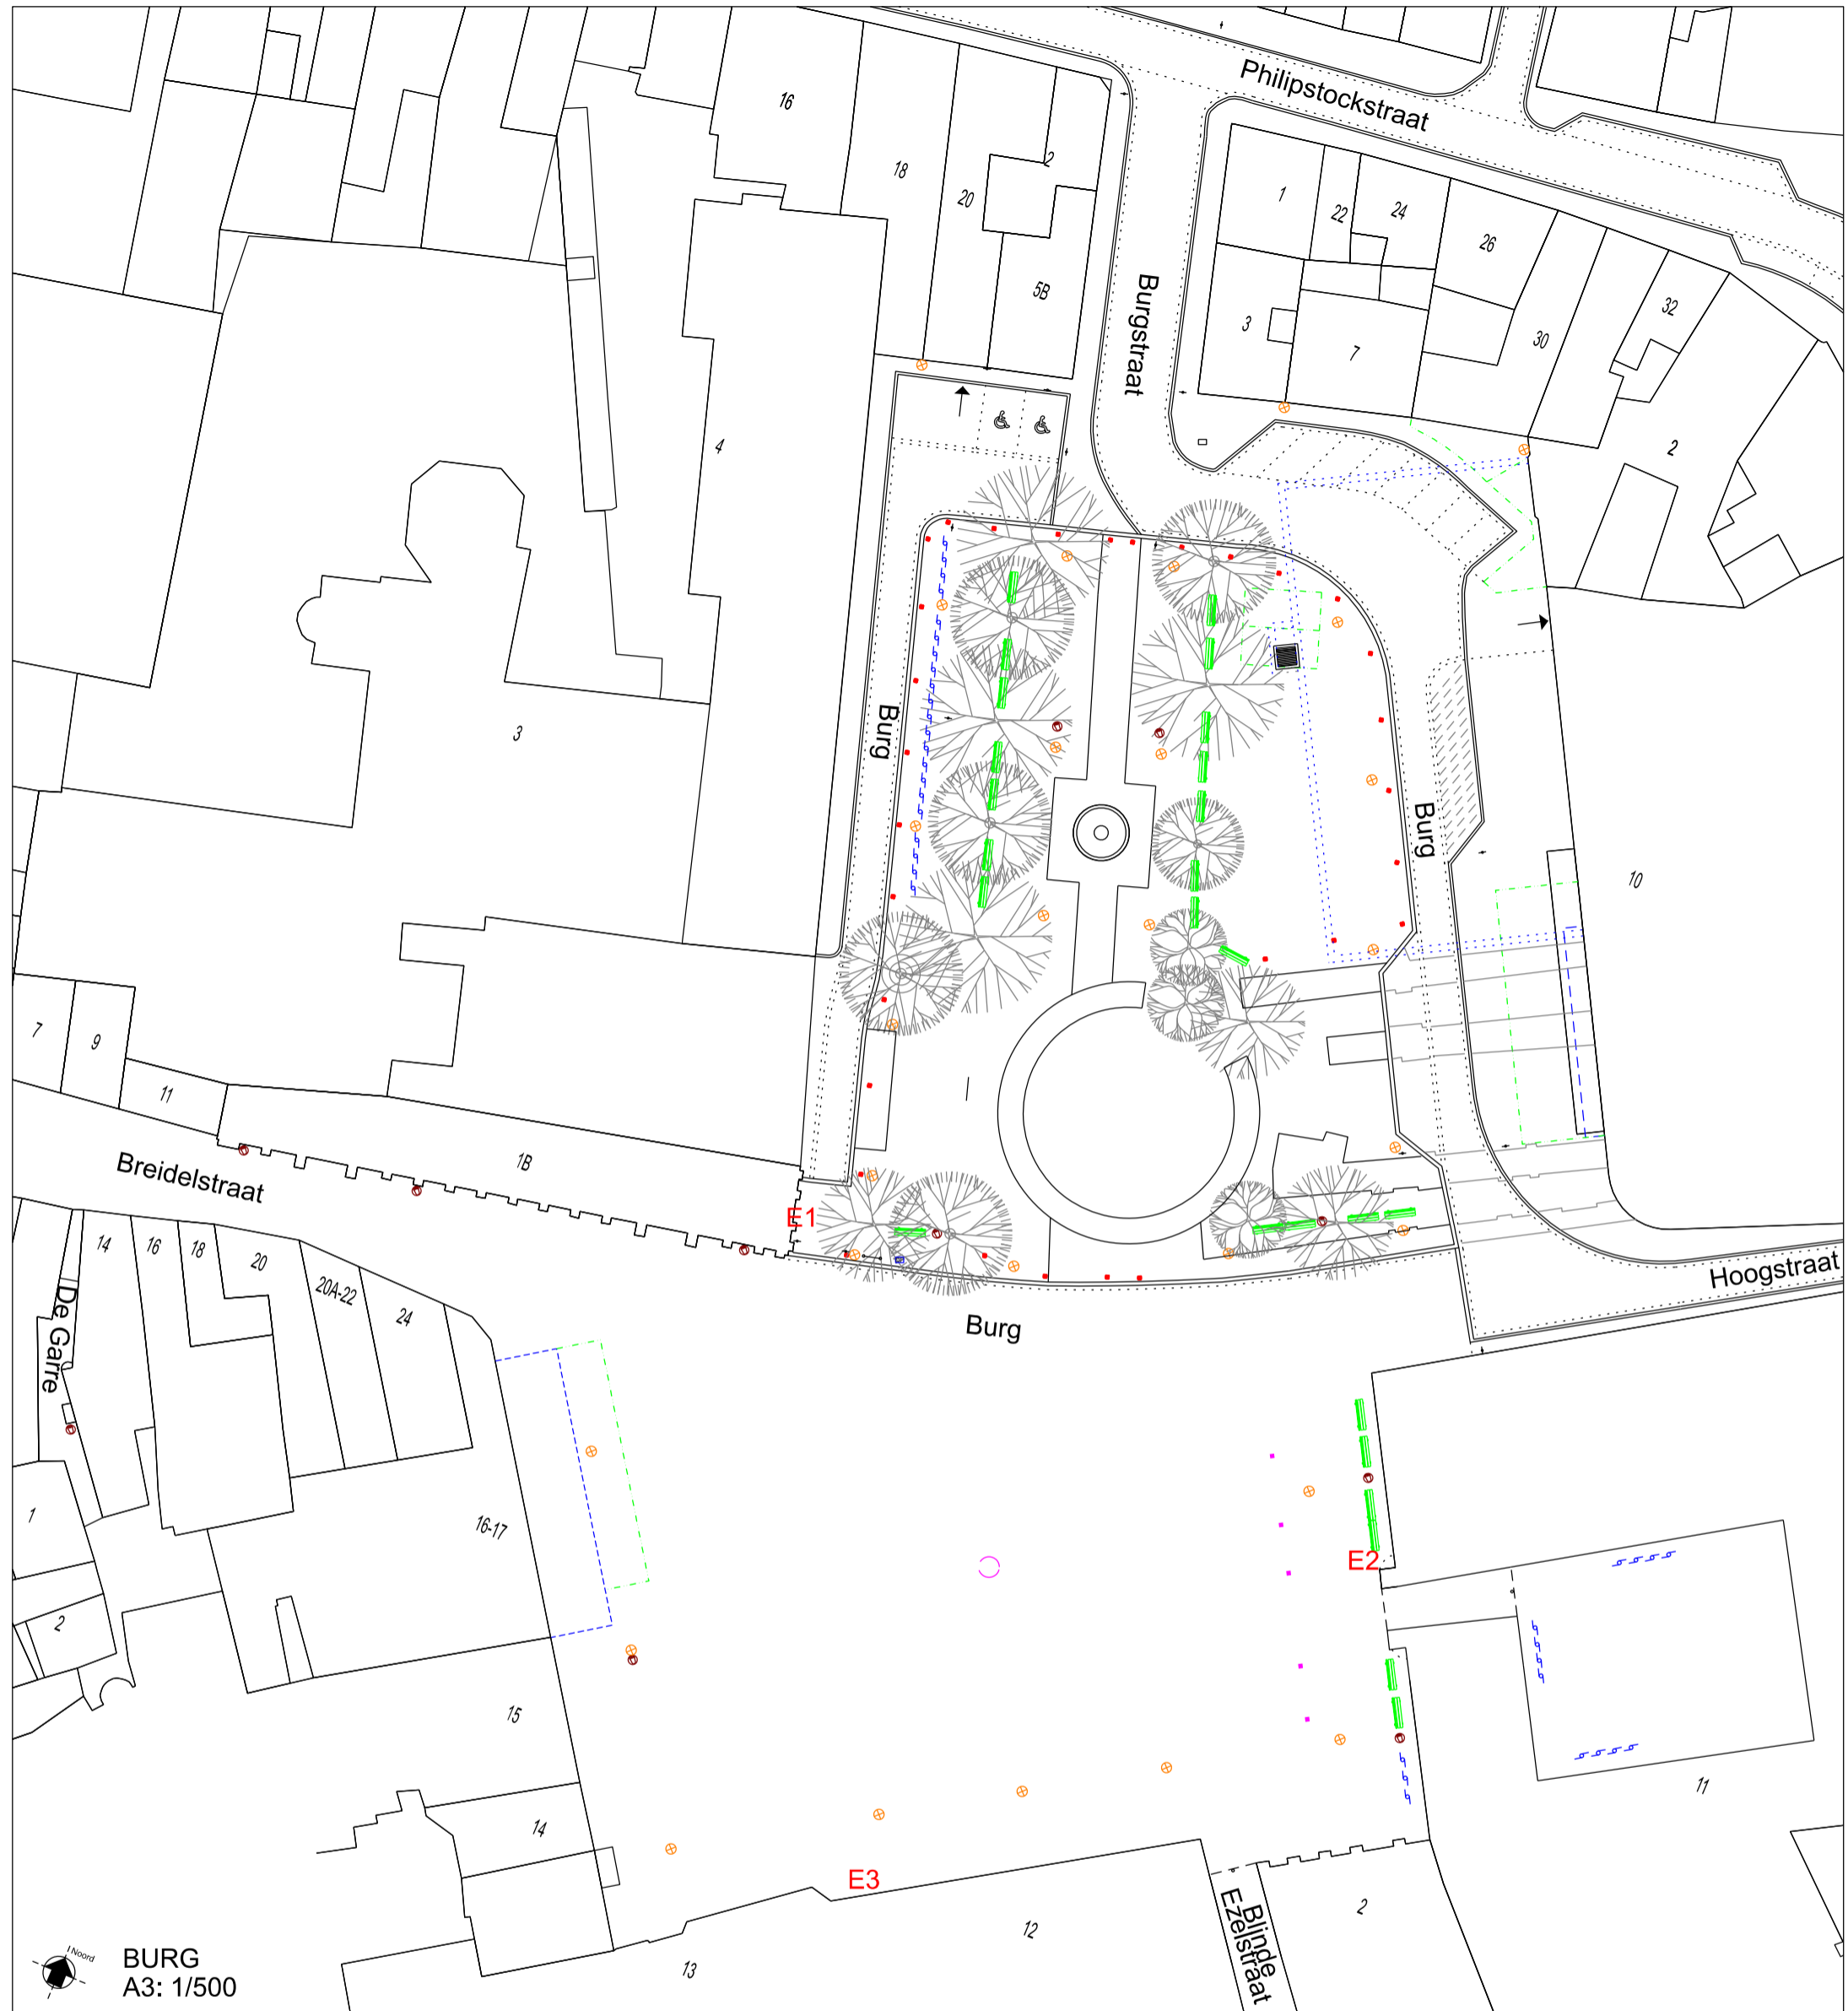 Philipstockstraat
16
18
20
2
1
22
24
26
5B
Burgstraat
3
7
30
32
2
4
3
Burg
Burg
10
7
9
11
1B
Breidelstraat
E1
14
16
18
20
20A-22
24
De Garre
Burg
Hoogstraat
1
16-17
E2
2
15
14
11
E3
12
2
Blinde
Ezelstraat
13
Noord
BURG
A3: 1/500